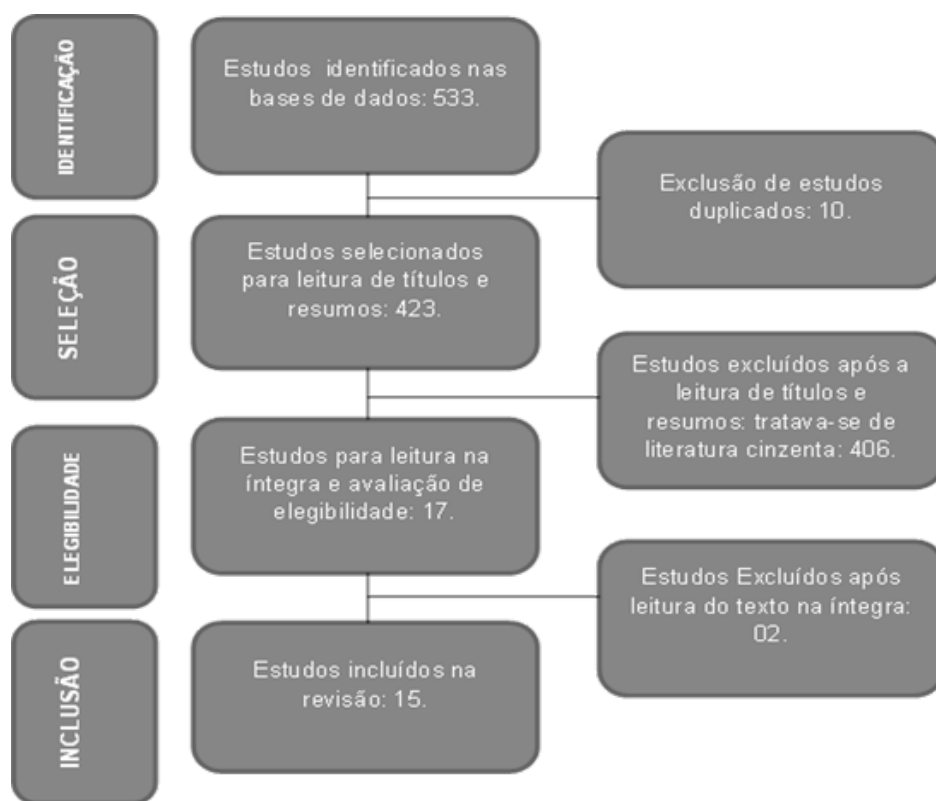 IDENTIFICAÇÃO
Estudos identificados nas
bases de dados: 533.
Exclusão de estudos
duplicados: 10.
SELEÇÃO
Estudos selecionados
para leitura de títulos e
resumos: 423.
Estudos excluídos após a
leitura de títulos e
resumos: tratava-se de
literatura cinzenta: 406.
ELEGIBILIDADE
Estudos para leitura na
íntegra e avaliação de
elegibilidade: 17.
Estudos Excluídos após
leitura do texto na íntegra:
02.
INCLUSÃO
Estudos incluídos na
revisão: 15.